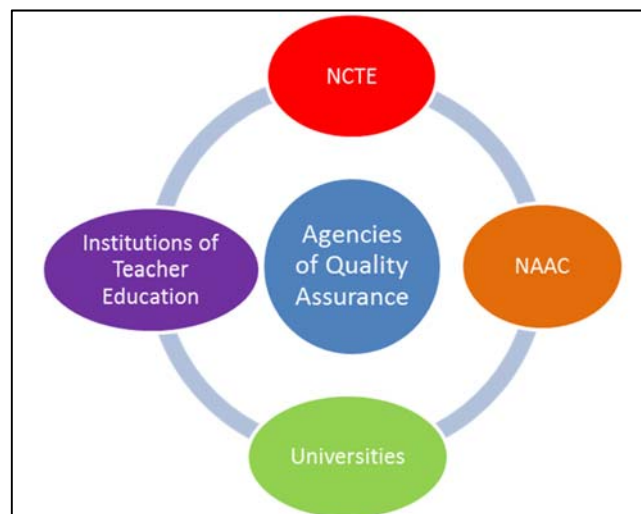 NCTE
Institutions of
Teacher
Education
Agencies
of Quality
Assurance
NAAC
Universities